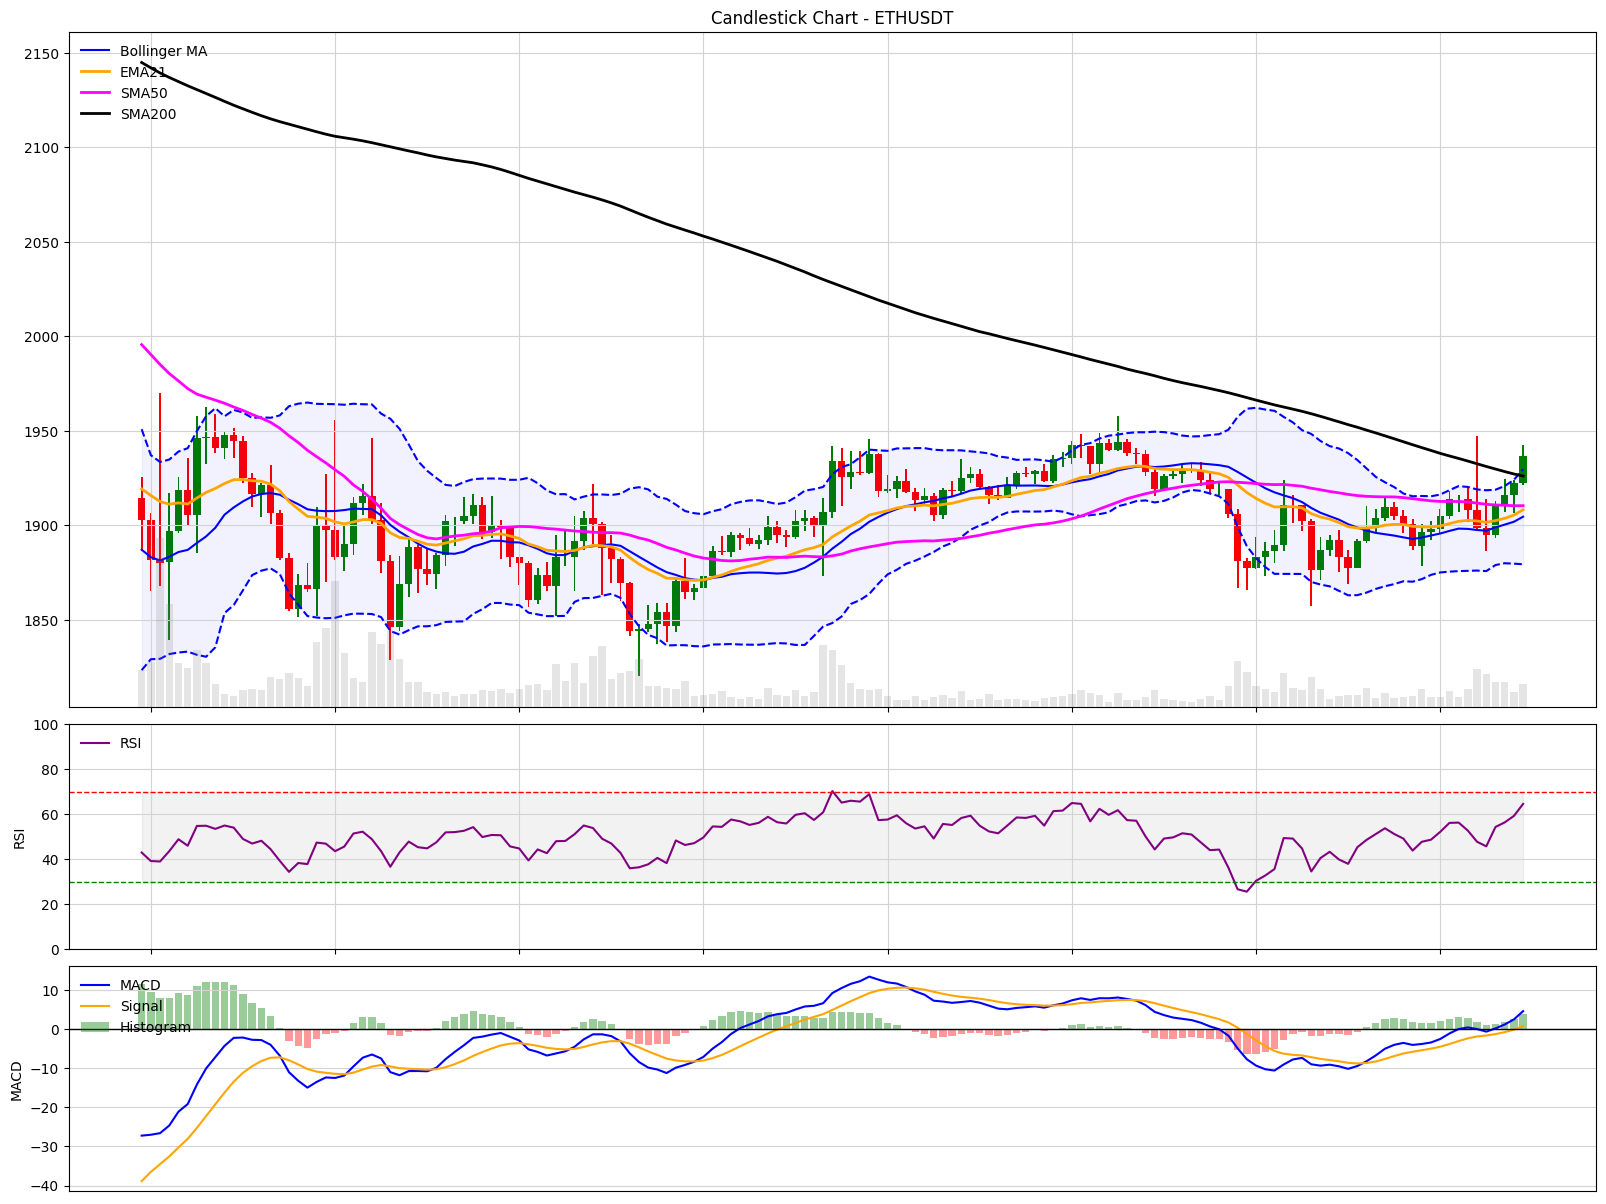 Candlestick Chart - ETHUSDT
Bollinger MA
EMA21
SMA50
SMA200
2150
2100
2050
2000
1950
1900
1850
RSI
RSI
100
80
60
40
20
0
MACD
Signal
Histogram
MACD
10
0
−10
−20
−30
−40